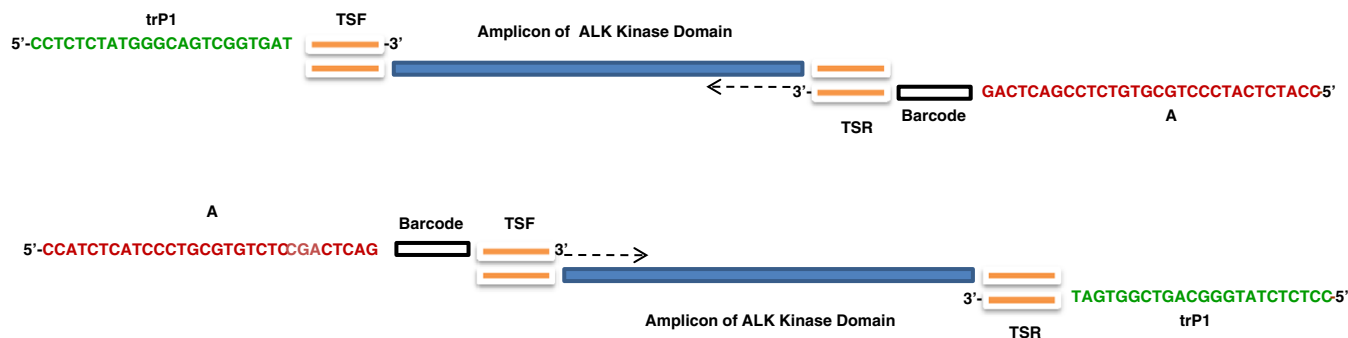 trP1 TSF
5’-CCTCTCTATGGGCAGTCGGTGAT -3’ Amplicon of ALK Kinase Domain
3’- GACTCAGCCTCTGTGCGTCCCTACTCTACC-5’
TSR Barcode A
A Barcode TSF
5’-CCATCTCATCCCTGCGTGTCTCCGACTCAG 3’
3’- TAGTGGCTGACGGGTATCTCTCC-5’
Amplicon of ALK Kinase Domain TSR trP1